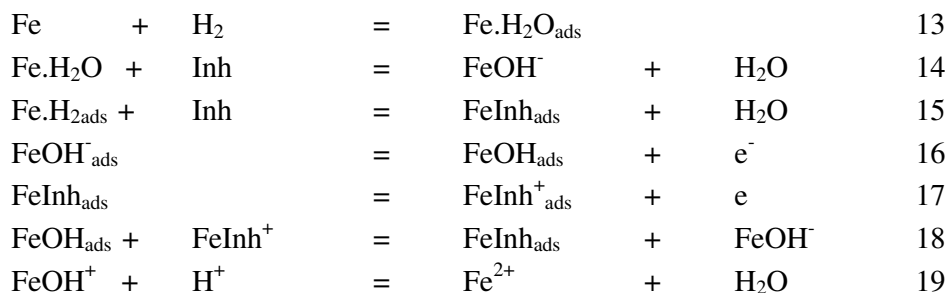 Fe + H₂ = Fe.H₂Oₐdₛ 13
Fe.H₂O + Inh = FeOH⁻ + H₂O 14
Fe.H₂ads + Inh = FeInhads + H₂O 15
FeOH⁻ads = FeOHads + e⁻ 16
FeInhads = FeInh⁺ads + e 17
FeOHads + FeInh⁺ = FeInhads + FeOH⁻ 18
FeOH⁺ + H⁺ = Fe²⁺ + H₂O 19